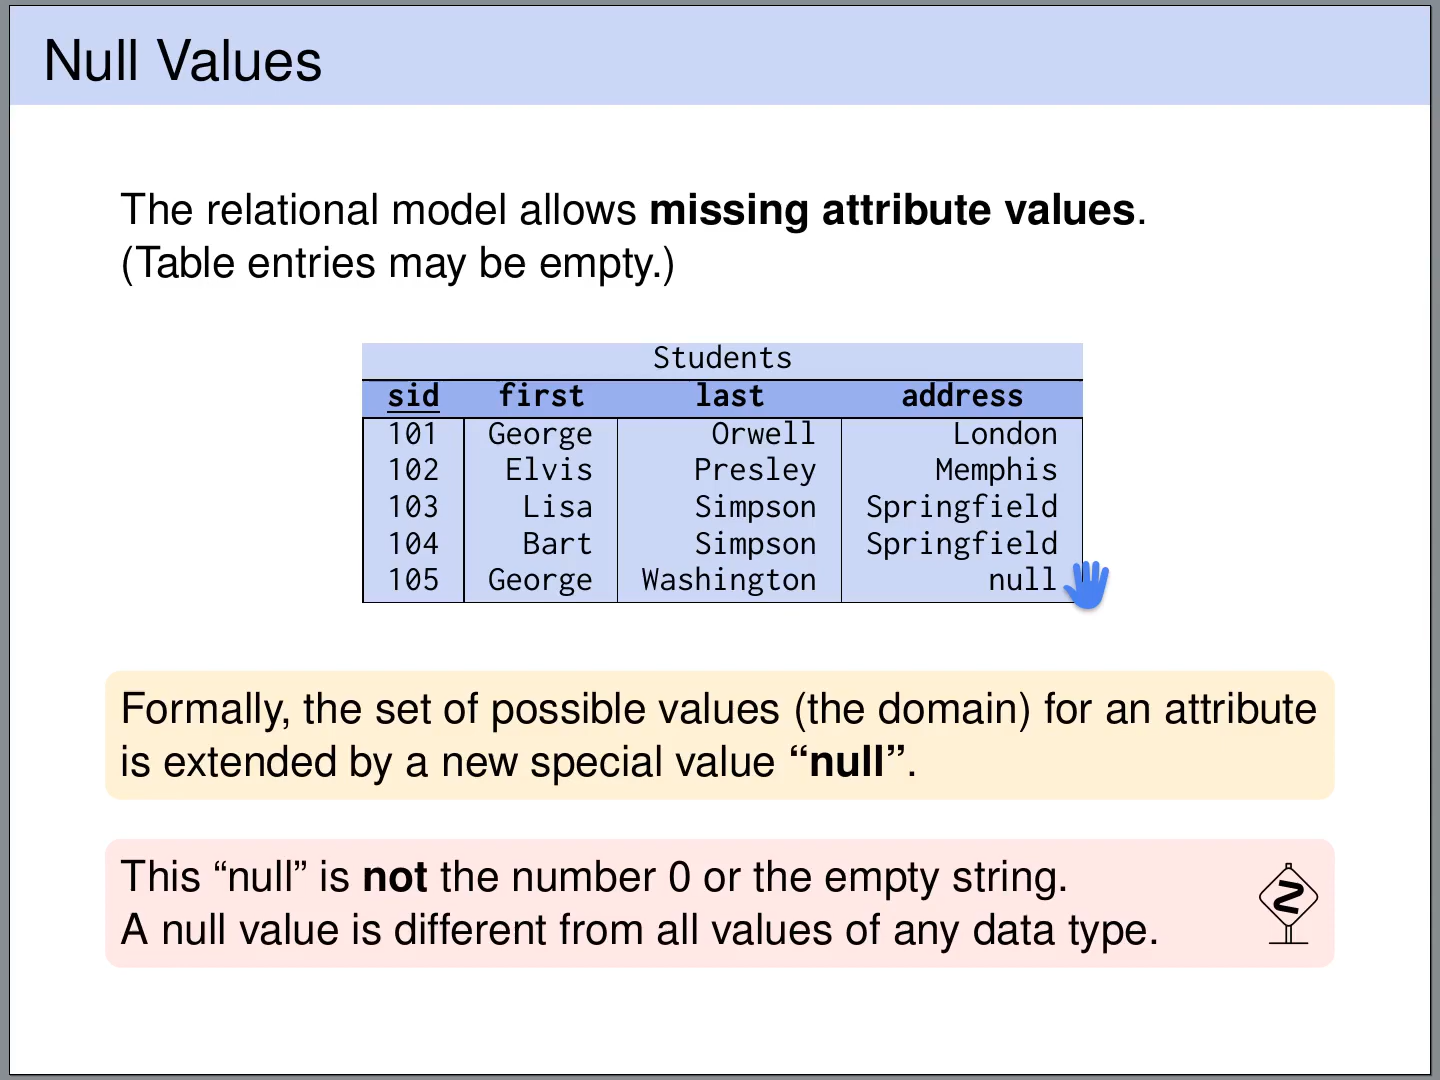 Null Values
The relational model allows missing attribute values.
(Table entries may be empty.)
Students
sid first last address
101 George Orwell London
102 Elvis Presley Memphis
103 Lisa Simpson Springfield
104 Bart Simpson Springfield
105 George Washington null
Formally, the set of possible values (the domain) for an attribute
is extended by a new special value “null”.
This “null” is not the number 0 or the empty string.
A null value is different from all values of any data type.